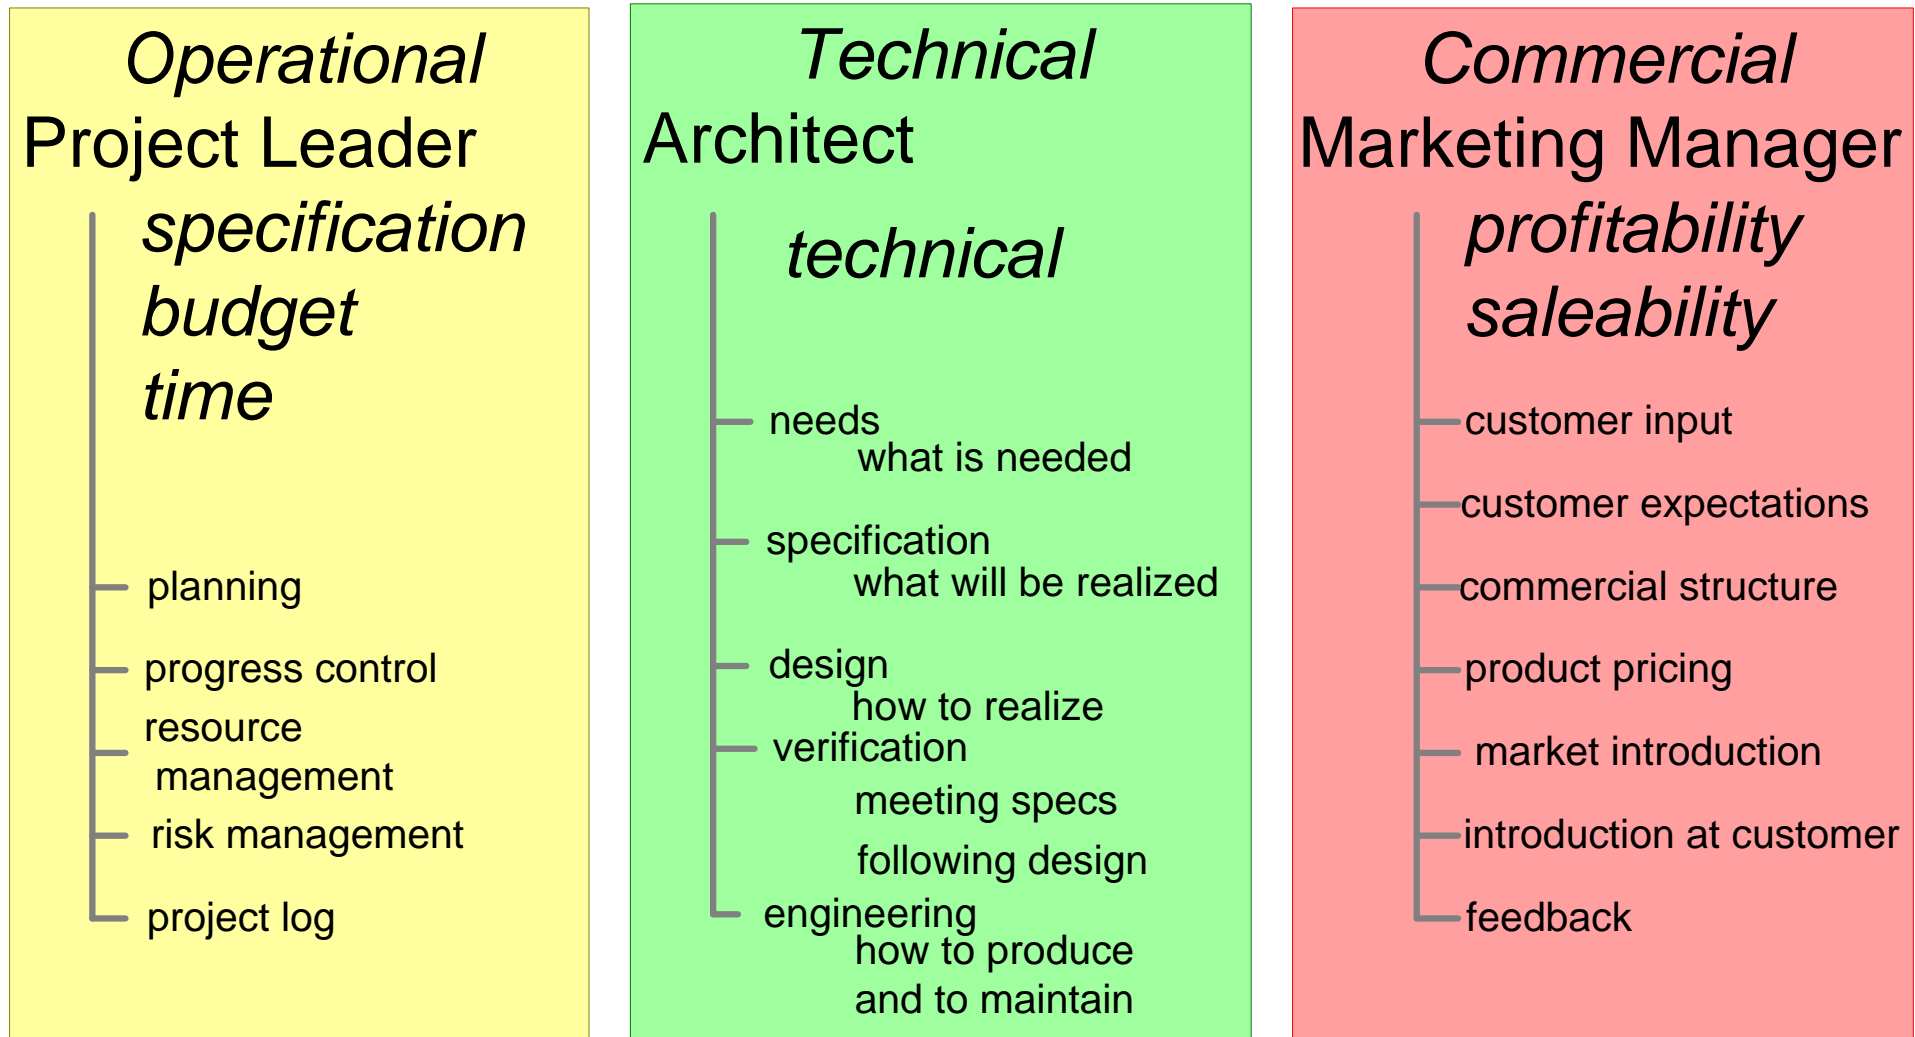 Operational
Project Leader
specification
budget
time
planning
progress control
resource
management
risk management
project log
Technical
Architect
technical
needs
what is needed
specification
what will be realized
design
how to realize
verification
meeting specs
following design
engineering
how to produce
and to maintain
Commercial
Marketing Manager
profitability
saleability
customer input
customer expectations
commercial structure
product pricing
market introduction
introduction at customer
feedback